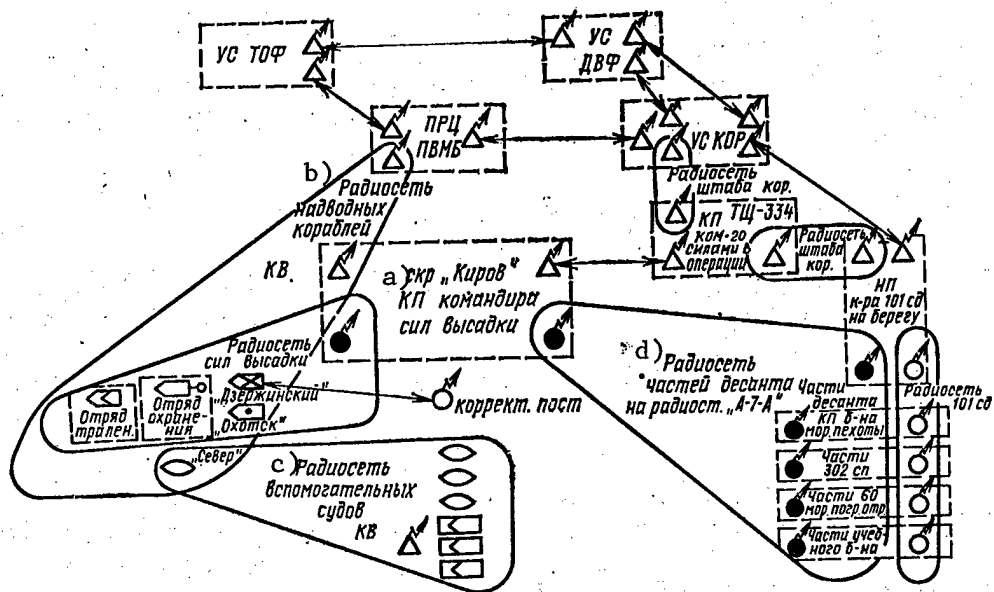 УС ТОФ
УС
ДВФ
ПРЦ
ПВМБ
УС КОР
b) Радиосеть
надводных
кораблей
КВ
Радиосеть
штаба кор.
КП ТЩ-334
ком-го
силами в
операции
Радиосеть
штаба
кор.
НП
к-ра 101 сд
на берегу
a) скр „Киров"
КП командира
сил высадки
Радиосеть
сил высадки
„Дзержинский"
„Охотск"
Отряд
трален.
Отряд
охране-
ния
коррект. пост
„Север"
c) Радиосеть
вспомогательных
судов
КВ
d) Радиосеть
частей десанта
на радиост. „А-7-А"
Части
десанта
КП б-на
мор. пехоты
Части
302 сп
Части 60
мор. погр. отр.
Части учеб-
ного б-на
Радиосеть
101 сд